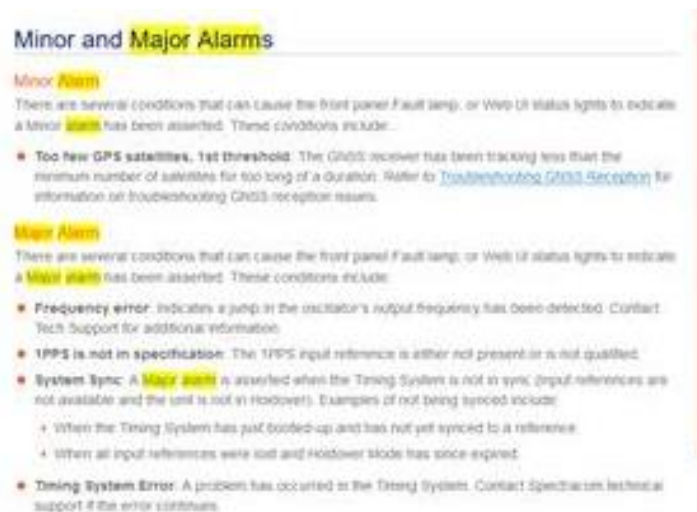 Minor and Major Alarms
Minor Alarm
There are several conditions that can cause the front panel Fault lamp, or Web UI status lights to indicate
a Minor alarm has been asserted. These conditions include:
• Too few GPS satellites, 1st threshold: The GNSS receiver has been tracking less than the
minimum number of satellites for too long of a duration. Refer to Troubleshooting GNSS Reception for
information on troubleshooting GNSS reception issues.
Major Alarm
There are several conditions that can cause the front panel Fault lamp, or Web UI status lights to indicate
a Major alarm has been asserted. These conditions include:
• Frequency error: Indicates a jump in the oscillator's output frequency has been detected. Contact
Tech Support for additional information.
• 1PPS is not in specification: The 1PPS input reference is either not present or is not qualified.
• System Sync: A Major alarm is asserted when the Timing System is not in sync (Input references are
not available and the unit is not in Holdover). Examples of not being synced include:
• When the Timing System has just booted-up and has not yet synced to a reference.
• When all input references were lost and Holdover Mode has since expired.
• Timing System Error: A problem has occurred in the Timing System. Contact Spectracom technical
support if the error continues.